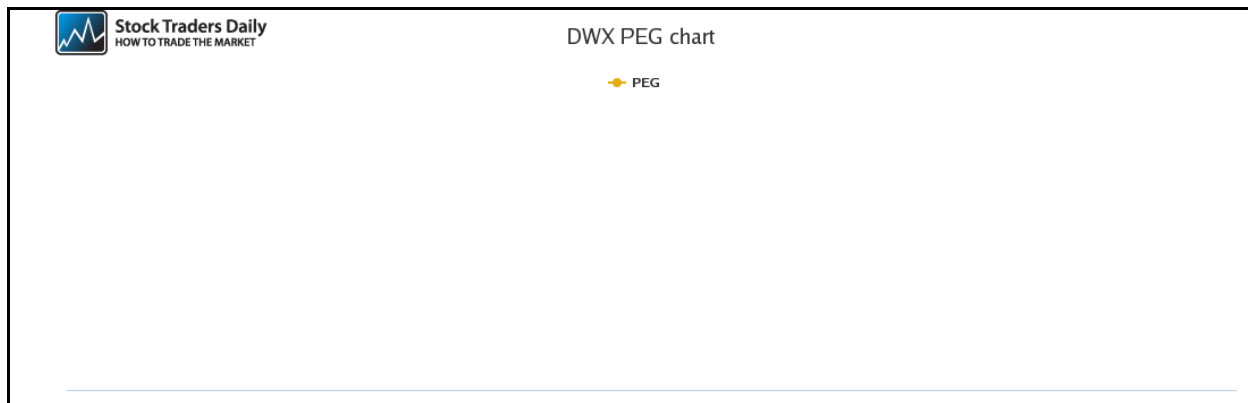 Stock Traders Daily
HOW TO TRADE THE MARKET
DWX PEG chart
PEG